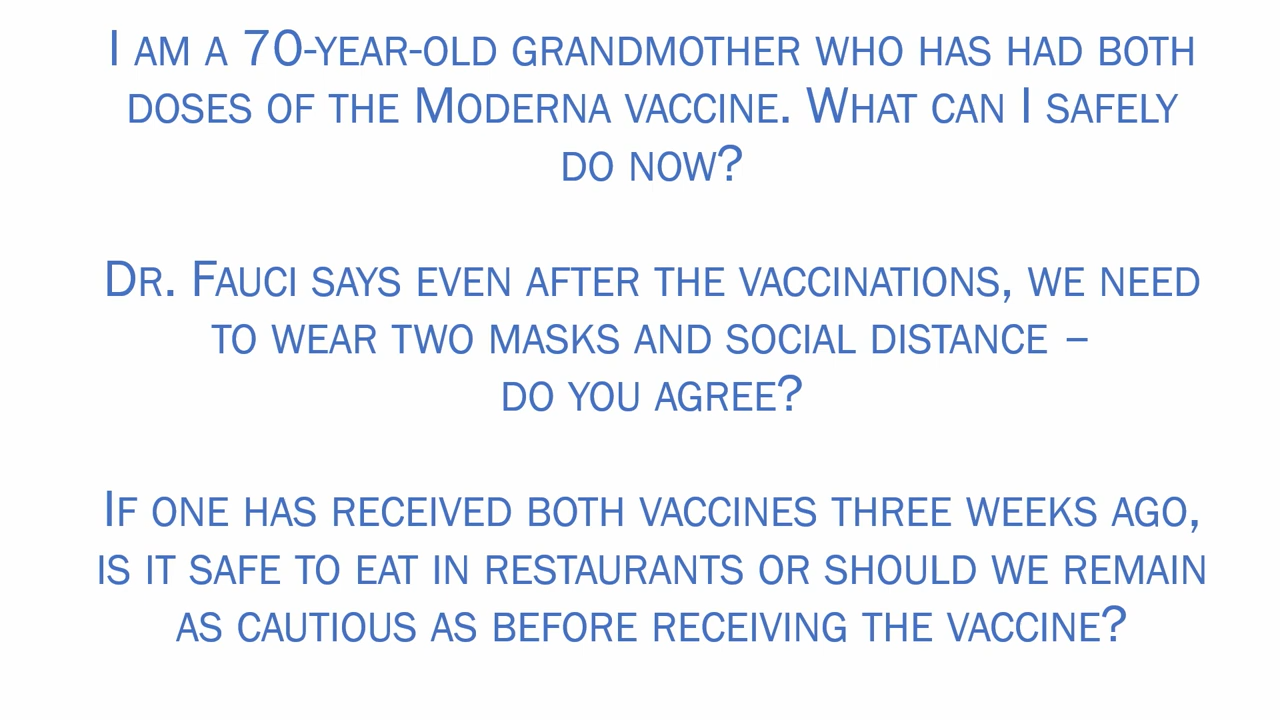 I am a 70-year-old grandmother who has had both
doses of the Moderna vaccine. What can I safely
do now?
Dr. Fauci says even after the vaccinations, we need
to wear two masks and social distance –
do you agree?
If one has received both vaccines three weeks ago,
is it safe to eat in restaurants or should we remain
as cautious as before receiving the vaccine?